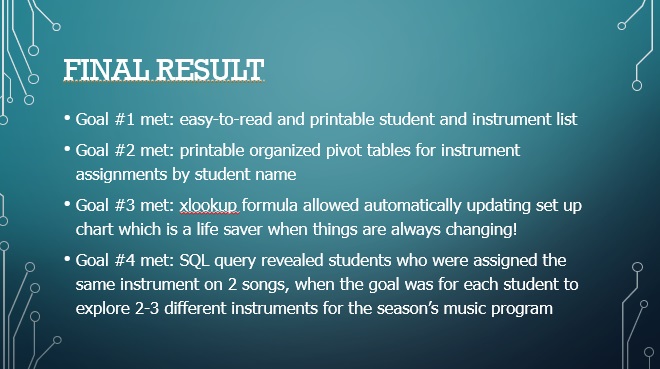 FINAL RESULT
• Goal #1 met: easy-to-read and printable student and instrument list
• Goal #2 met: printable organized pivot tables for instrument
assignments by student name
• Goal #3 met: xlookup formula allowed automatically updating set up
chart which is a life saver when things are always changing!
• Goal #4 met: SQL query revealed students who were assigned the
same instrument on 2 songs, when the goal was for each student to
explore 2-3 different instruments for the season’s music program